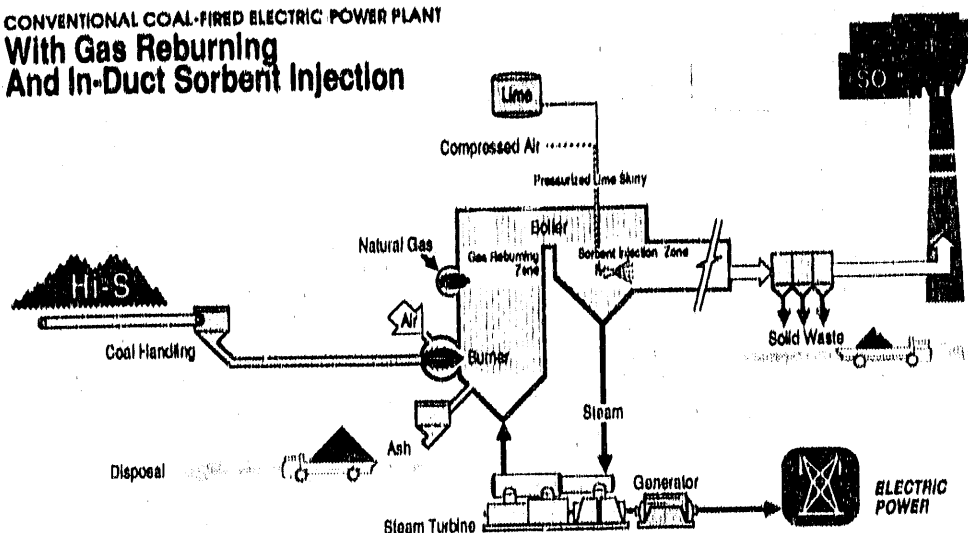 CONVENTIONAL COAL-FIRED ELECTRIC POWER PLANT
With Gas Reburning
And In-Duct Sorbent Injection
SO
Lime
Compressed Air
Pressurized Lime Slurry
Boiler
Natural Gas
Gas Reburning
Zone
Sorbent Injection Zone
Hi-S
Air
Coal Handling
Burner
Solid Waste
Steam
Ash
Disposal
Generator
Steam Turbine
ELECTRIC
POWER